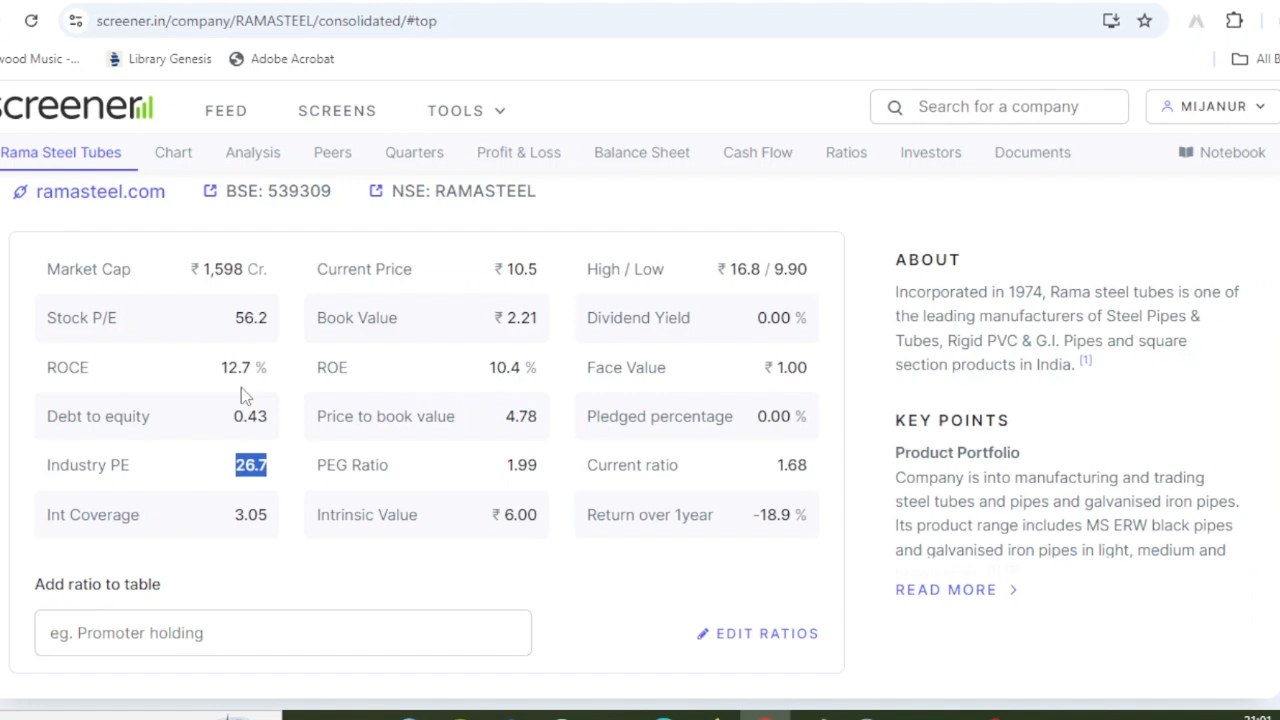 screener.in/company/RAMASTEEL/consolidated/#top
wood Music -... Library Genesis Adobe Acrobat All B
screener FEED SCREENS TOOLS Search for a company MIJANUR
Rama Steel Tubes Chart Analysis Peers Quarters Profit & Loss Balance Sheet Cash Flow Ratios Investors Documents Notebook
ramasteel.com BSE: 539309 NSE: RAMASTEEL
Market Cap ₹ 1,598 Cr. Current Price ₹ 10.5 High / Low ₹ 16.8 / 9.90
Stock P/E 56.2 Book Value ₹ 2.21 Dividend Yield 0.00 %
ROCE 12.7 % ROE 10.4 % Face Value ₹ 1.00
Debt to equity 0.43 Price to book value 4.78 Pledged percentage 0.00 %
Industry PE 26.7 PEG Ratio 1.99 Current ratio 1.68
Int Coverage 3.05 Intrinsic Value ₹ 6.00 Return over 1year -18.9 %
Add ratio to table
eg. Promoter holding EDIT RATIOS
ABOUT
Incorporated in 1974, Rama steel tubes is one of
the leading manufacturers of Steel Pipes &
Tubes, Rigid PVC & G.I. Pipes and square
section products in India. [1]
KEY POINTS
Product Portfolio
Company is into manufacturing and trading
steel tubes and pipes and galvanised iron pipes.
Its product range includes MS ERW black pipes
and galvanised iron pipes in light, medium and
READ MORE